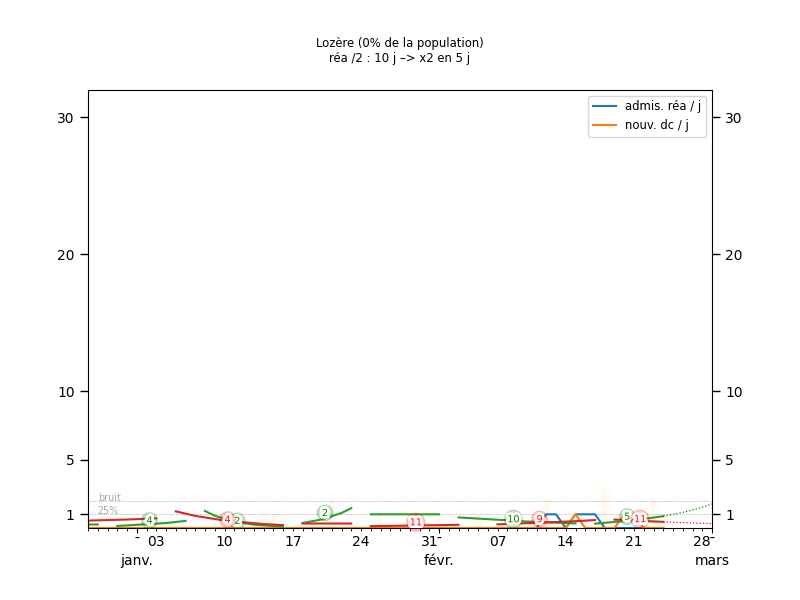 Lozère (0% de la population)
réa /2 : 10 j –> x2 en 5 j
admis. réa / j
nouv. dc / j
30 30
20 20
10 10
5 5
bruit
25%
1 1
4 4 2 2 11 10 9 5 11
03 10 17 24 31 07 14 21 28
janv. févr. mars